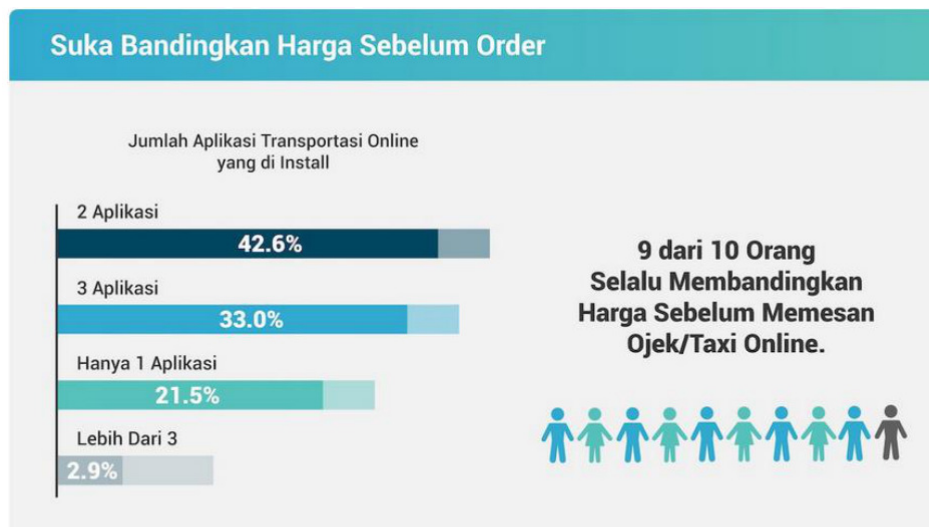 Suka Bandingkan Harga Sebelum Order
Jumlah Aplikasi Transportasi Online
yang di Install
2 Aplikasi
42.6%
3 Aplikasi
33.0%
Hanya 1 Aplikasi
21.5%
Lebih Dari 3
2.9%
9 dari 10 Orang
Selalu Membandingkan
Harga Sebelum Memesan
Ojek/Taxi Online.